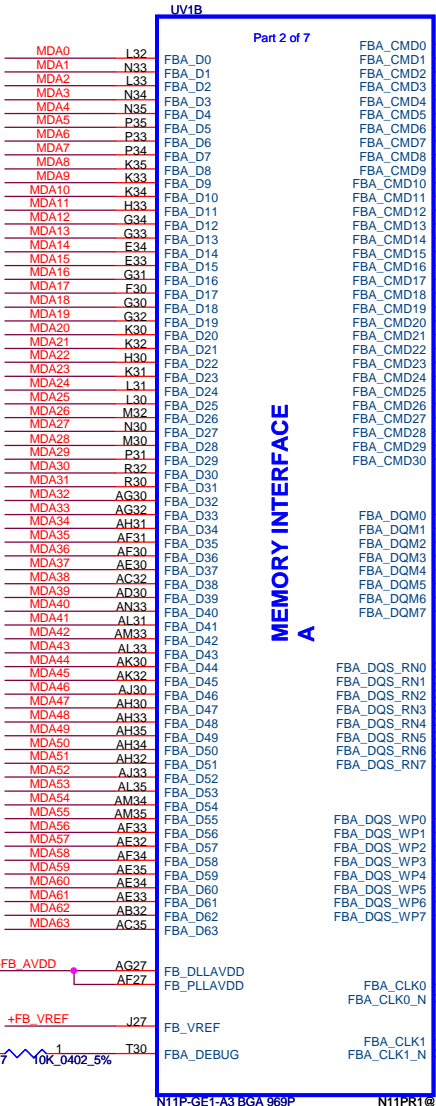 UV1B
Part 2 of 7
MDA0 L32 FBA_D0 FBA_CMD0
MDA1 N33 FBA_D1 FBA_CMD1
MDA2 L33 FBA_D2 FBA_CMD2
MDA3 N34 FBA_D3 FBA_CMD3
MDA4 N35 FBA_D4 FBA_CMD4
MDA5 P35 FBA_D5 FBA_CMD5
MDA6 P33 FBA_D6 FBA_CMD6
MDA7 P34 FBA_D7 FBA_CMD7
MDA8 K35 FBA_D8 FBA_CMD8
MDA9 K33 FBA_D9 FBA_CMD9
MDA10 K34 FBA_D10 FBA_CMD10
MDA11 H33 FBA_D11 FBA_CMD11
MDA12 G34 FBA_D12 FBA_CMD12
MDA13 G33 FBA_D13 FBA_CMD13
MDA14 E34 FBA_D14 FBA_CMD14
MDA15 E33 FBA_D15 FBA_CMD15
MDA16 G31 FBA_D16 FBA_CMD16
MDA17 F30 FBA_D17 FBA_CMD17
MDA18 G30 FBA_D18 FBA_CMD18
MDA19 G32 FBA_D19 FBA_CMD19
MDA20 K30 FBA_D20 FBA_CMD20
MDA21 K32 FBA_D21 FBA_CMD21
MDA22 H30 FBA_D22 FBA_CMD22
MDA23 K31 FBA_D23 FBA_CMD23
MDA24 L31 FBA_D24 FBA_CMD24
MDA25 L30 FBA_D25 FBA_CMD25
MDA26 M32 FBA_D26 FBA_CMD26
MDA27 N30 FBA_D27 FBA_CMD27
MDA28 M30 FBA_D28 FBA_CMD28
MDA29 P31 FBA_D29 FBA_CMD29
MDA30 R32 FBA_D30 FBA_CMD30
MDA31 R30 FBA_D31
MDA32 AG30 FBA_D32
MDA33 AG32 FBA_D33 FBA_DQM0
MDA34 AH31 FBA_D34 FBA_DQM1
MDA35 AF31 FBA_D35 FBA_DQM2
MDA36 AF30 FBA_D36 FBA_DQM3
MDA37 AE30 FBA_D37 FBA_DQM4
MDA38 AC32 FBA_D38 FBA_DQM5
MDA39 AD30 FBA_D39 FBA_DQM6
MDA40 AN33 FBA_D40 FBA_DQM7
MDA41 AL31 FBA_D41
MDA42 AM33 FBA_D42
MDA43 AL33 FBA_D43
MDA44 AK30 FBA_D44 FBA_DQS_RN0
MDA45 AK32 FBA_D45 FBA_DQS_RN1
MDA46 AJ30 FBA_D46 FBA_DQS_RN2
MDA47 AH30 FBA_D47 FBA_DQS_RN3
MDA48 AH33 FBA_D48 FBA_DQS_RN4
MDA49 AH35 FBA_D49 FBA_DQS_RN5
MDA50 AH34 FBA_D50 FBA_DQS_RN6
MDA51 AH32 FBA_D51 FBA_DQS_RN7
MDA52 AJ33 FBA_D52
MDA53 AL35 FBA_D53
MDA54 AM34 FBA_D54
MDA55 AM35 FBA_D55 FBA_DQS_WP0
MDA56 AF33 FBA_D56 FBA_DQS_WP1
MDA57 AE32 FBA_D57 FBA_DQS_WP2
MDA58 AF34 FBA_D58 FBA_DQS_WP3
MDA59 AE35 FBA_D59 FBA_DQS_WP4
MDA60 AE34 FBA_D60 FBA_DQS_WP5
MDA61 AE33 FBA_D61 FBA_DQS_WP6
MDA62 AB32 FBA_D62 FBA_DQS_WP7
MDA63 AC35 FBA_D63
MEMORY INTERFACE
A
FB_AVDD AG27 FB_DLLAVDD
AF27 FB_PLLAVDD FBA_CLK0
FBA_CLK0_N
+FB_VREF J27 FB_VREF
FBA_CLK1
1 T30 FBA_DEBUG FBA_CLK1_N
7 10K_0402_5%
N11P-GE1-A3 BGA 969P N11PR1@